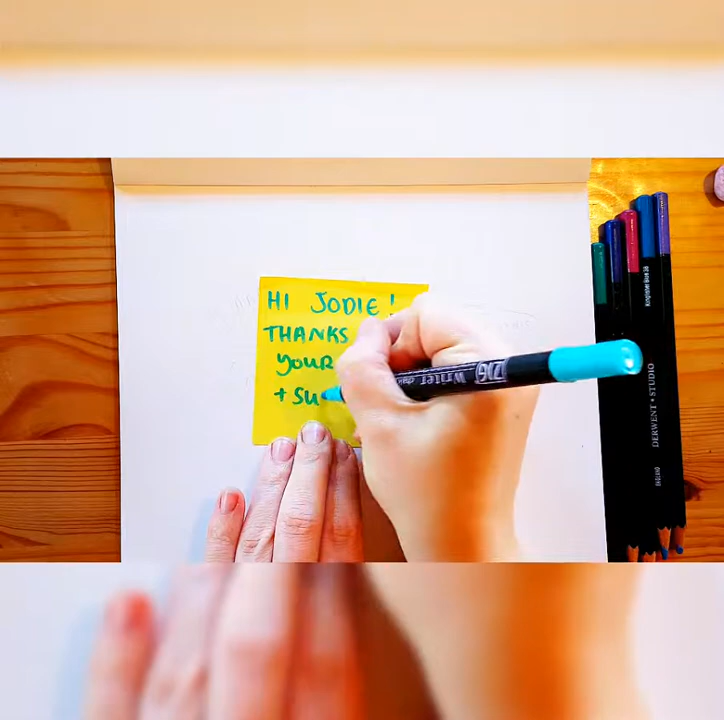 HI JODIE!
THANKS
YOUR
+ SU
ZIG Writer
DERWENT • STUDIO